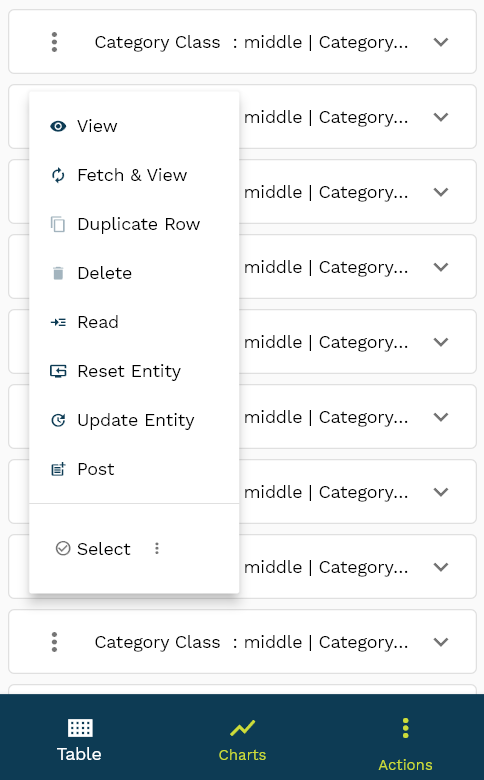 Category Class : middle | Category...
middle | Category...
View
middle | Category...
Fetch & View
Duplicate Row
middle | Category...
Delete
middle | Category...
Read
Reset Entity
middle | Category...
Update Entity
Post
middle | Category...
Select
middle | Category...
Category Class : middle | Category...
Table
Charts
Actions